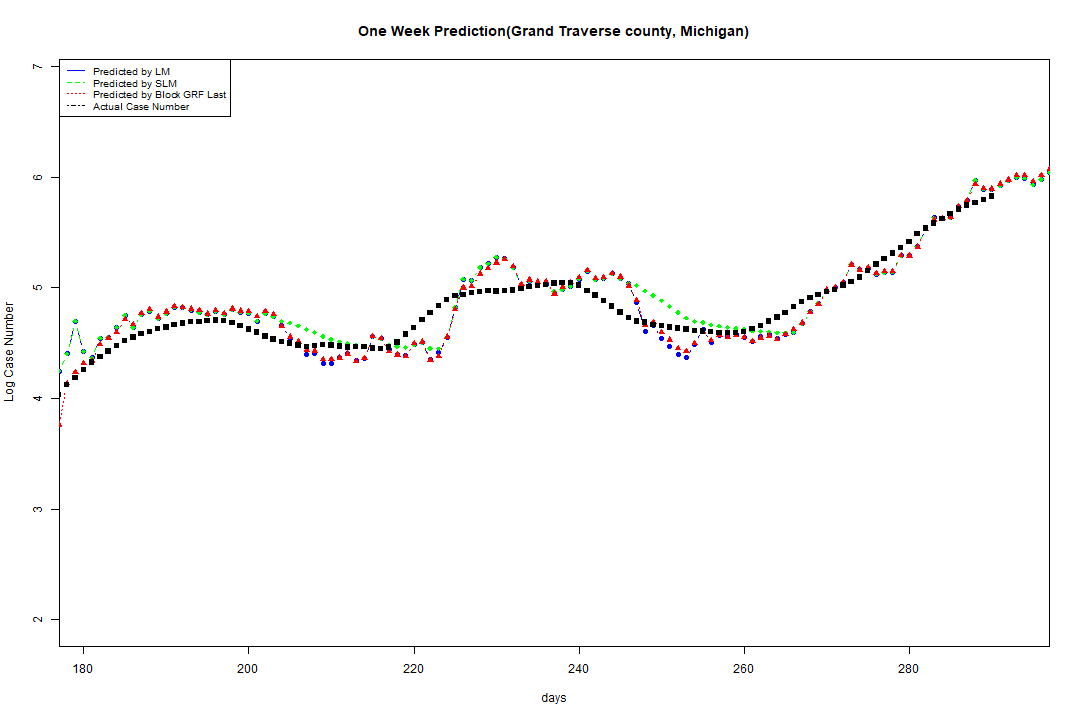 One Week Prediction(Grand Traverse county, Michigan)
Predicted by LM
Predicted by SLM
Predicted by Block GRF Last
Actual Case Number
Log Case Number
7
6
5
4
3
2
180 200 220 240 260 280
days